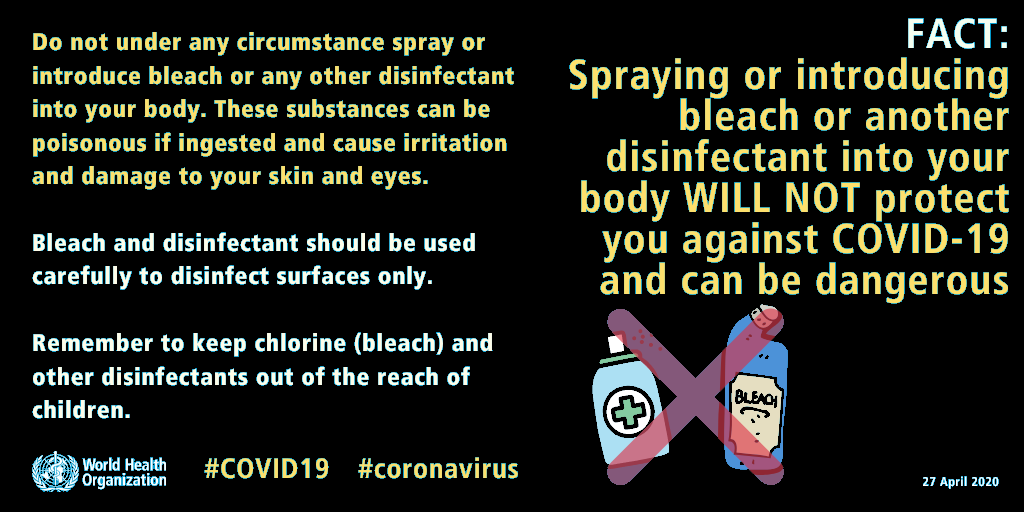 Do not under any circumstance spray or
introduce bleach or any other disinfectant
into your body. These substances can be
poisonous if ingested and cause irritation
and damage to your skin and eyes.
Bleach and disinfectant should be used
carefully to disinfect surfaces only.
Remember to keep chlorine (bleach) and
other disinfectants out of the reach of
children.
World Health
Organization
#COVID19 #coronavirus
FACT:
Spraying or introducing
bleach or another
disinfectant into your
body WILL NOT protect
you against COVID-19
and can be dangerous
BLEACH
27 April 2020